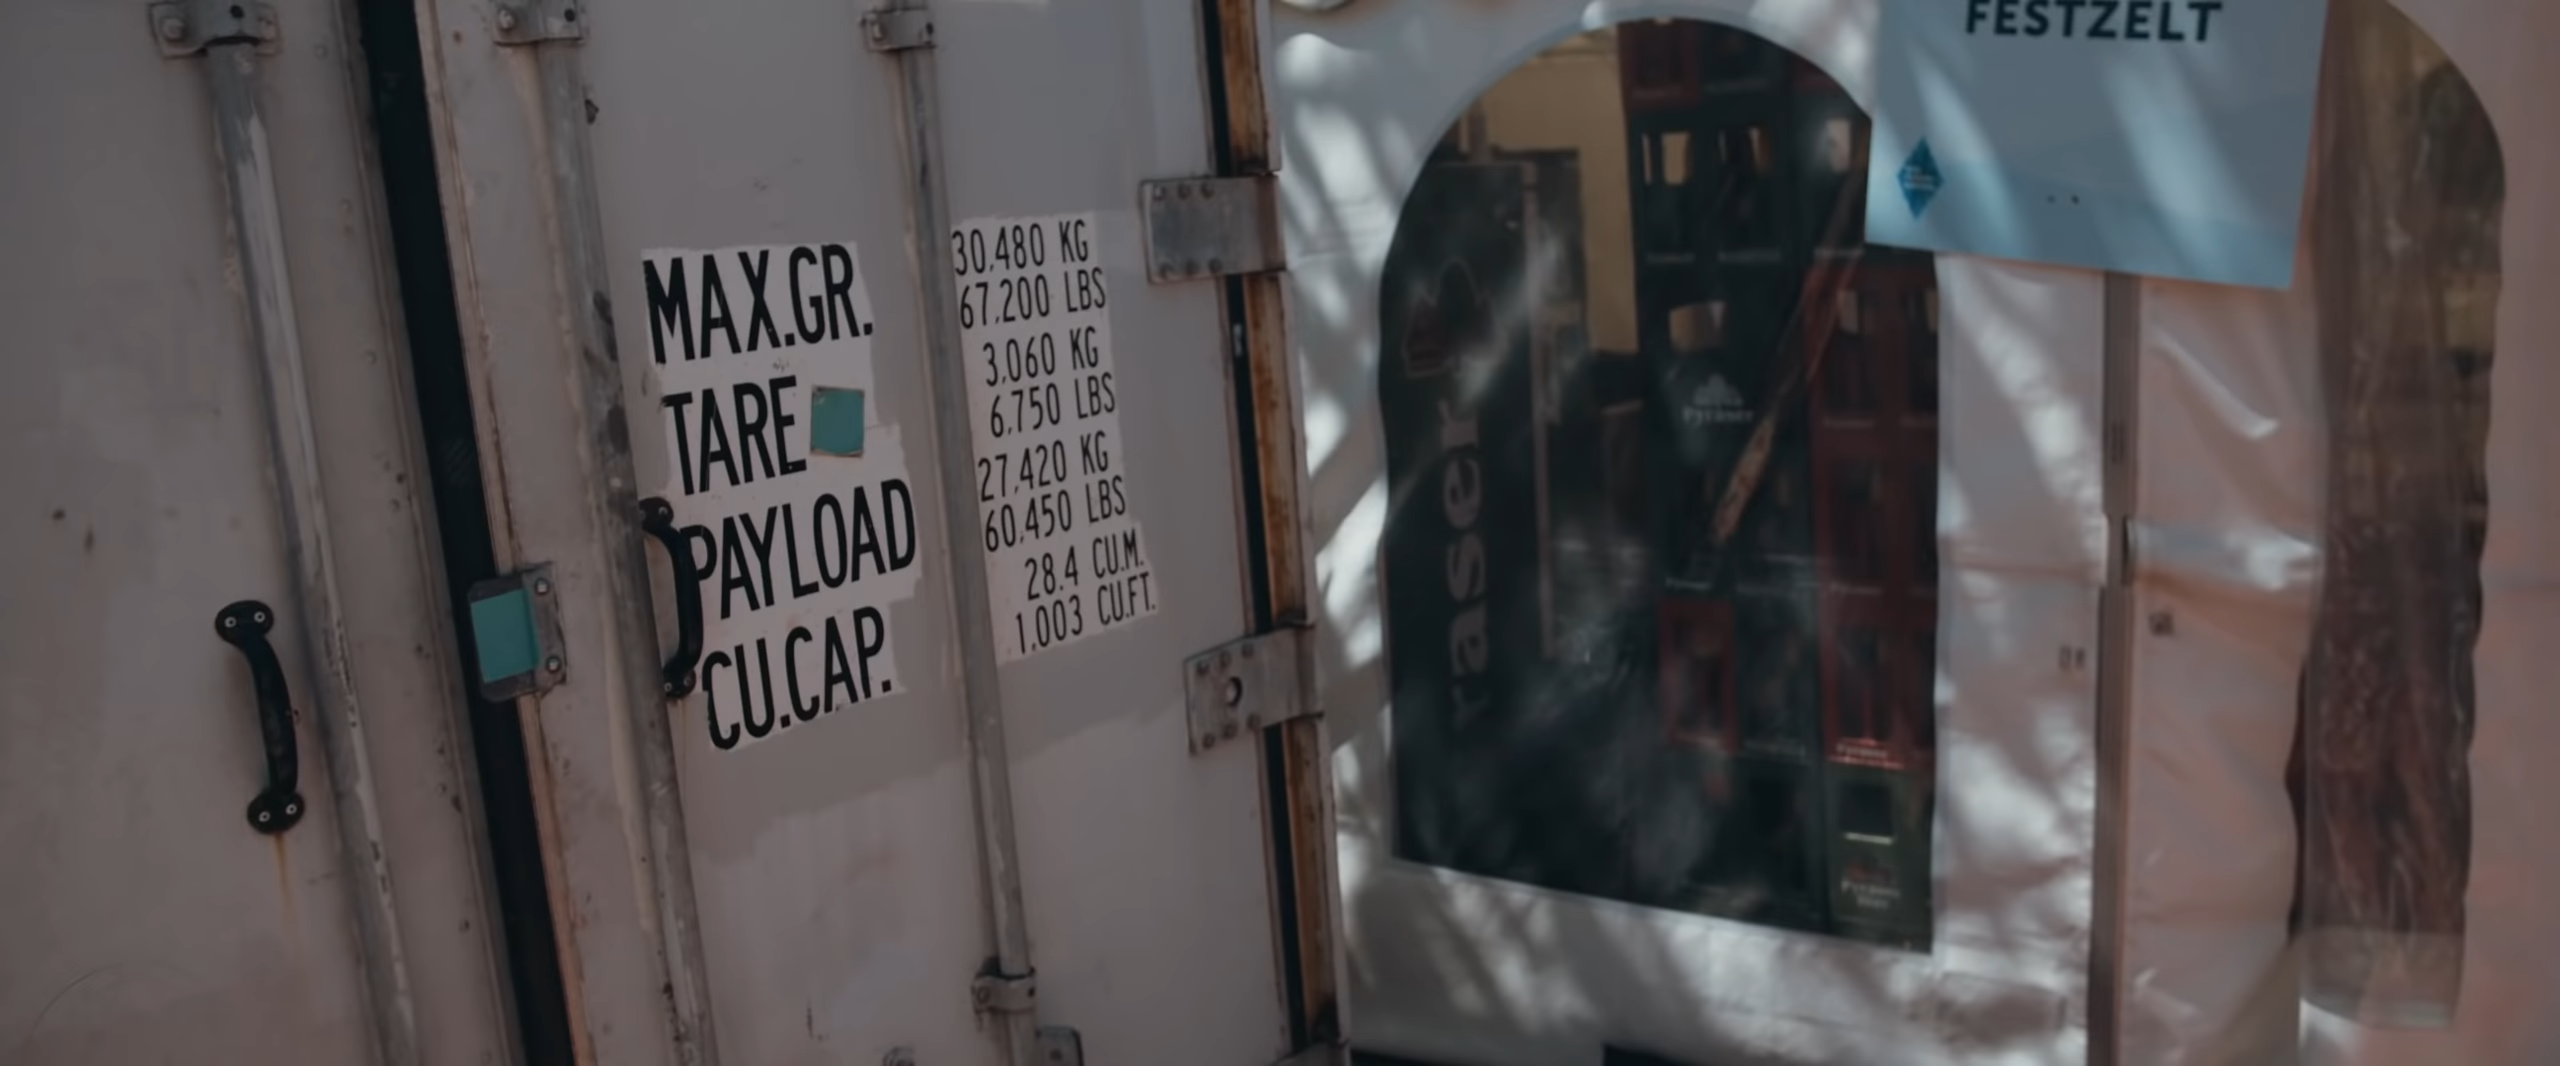 MAX.GR.
30.480 KG
67.200 LBS
TARE
3.060 KG
6.750 LBS
PAYLOAD
27.420 KG
60.450 LBS
CU.CAP.
28.4 CU.M.
1.003 CU.FT.
FESTZELT
raser
Pyraser